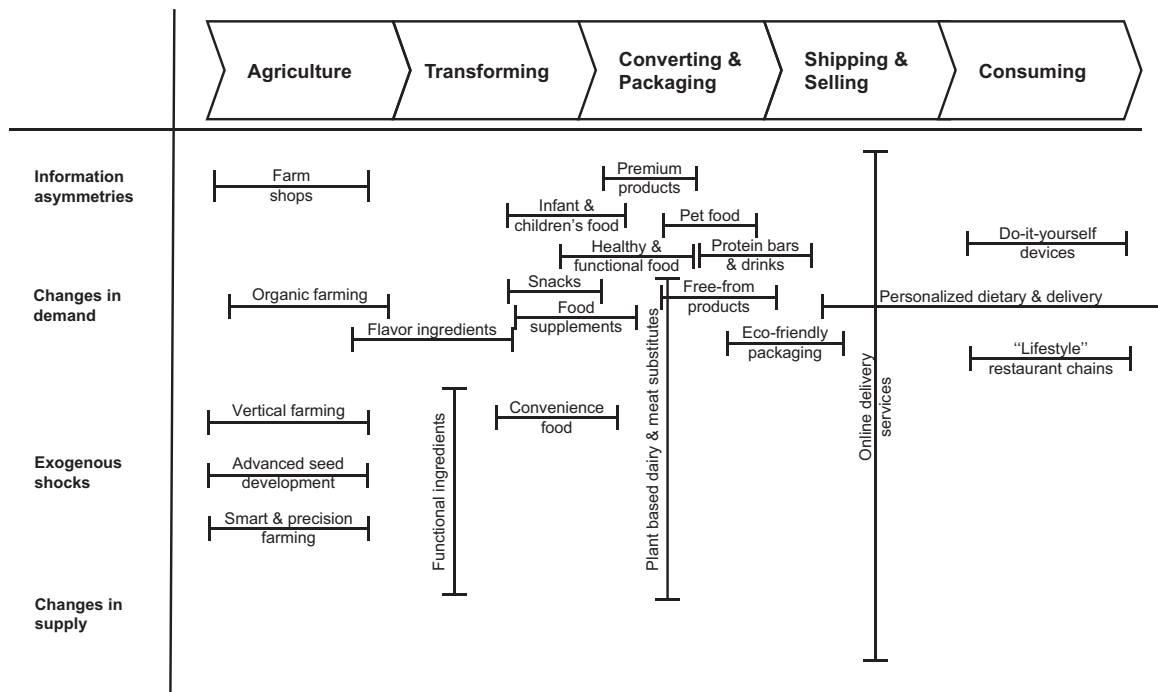 Agriculture
Transforming
Converting &
Packaging
Shipping &
Selling
Consuming
Information
asymmetries
Farm
shops
Premium
products
Infant &
children's food
Pet food
Healthy &
functional food
Protein bars
& drinks
Do-it-yourself
devices
Changes in
demand
Organic farming
Snacks
Food
supplements
Free-from
products
Personalized dietary & delivery
Flavor ingredients
Eco-friendly
packaging
“Lifestyle”
restaurant chains
Vertical farming
Convenience
food
Functional ingredients
Plant based dairy & meat substitutes
Online delivery
services
Exogenous
shocks
Advanced seed
development
Smart & precision
farming
Changes in
supply